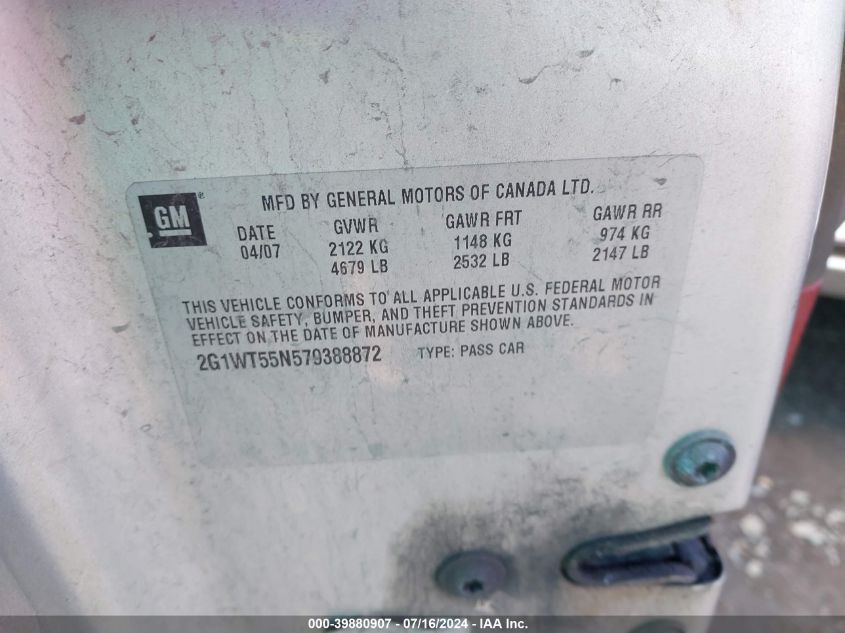 GM ®
MFD BY GENERAL MOTORS OF CANADA LTD.
DATE GVWR GAWR FRT GAWR RR
04/07 2122 KG 1148 KG 974 KG
4679 LB 2532 LB 2147 LB
THIS VEHICLE CONFORMS TO ALL APPLICABLE U.S. FEDERAL MOTOR
VEHICLE SAFETY, BUMPER, AND THEFT PREVENTION STANDARDS IN
EFFECT ON THE DATE OF MANUFACTURE SHOWN ABOVE.
2G1WT55N579388872 TYPE: PASS CAR
000-39880907 - 07/16/2024 - IAA Inc.